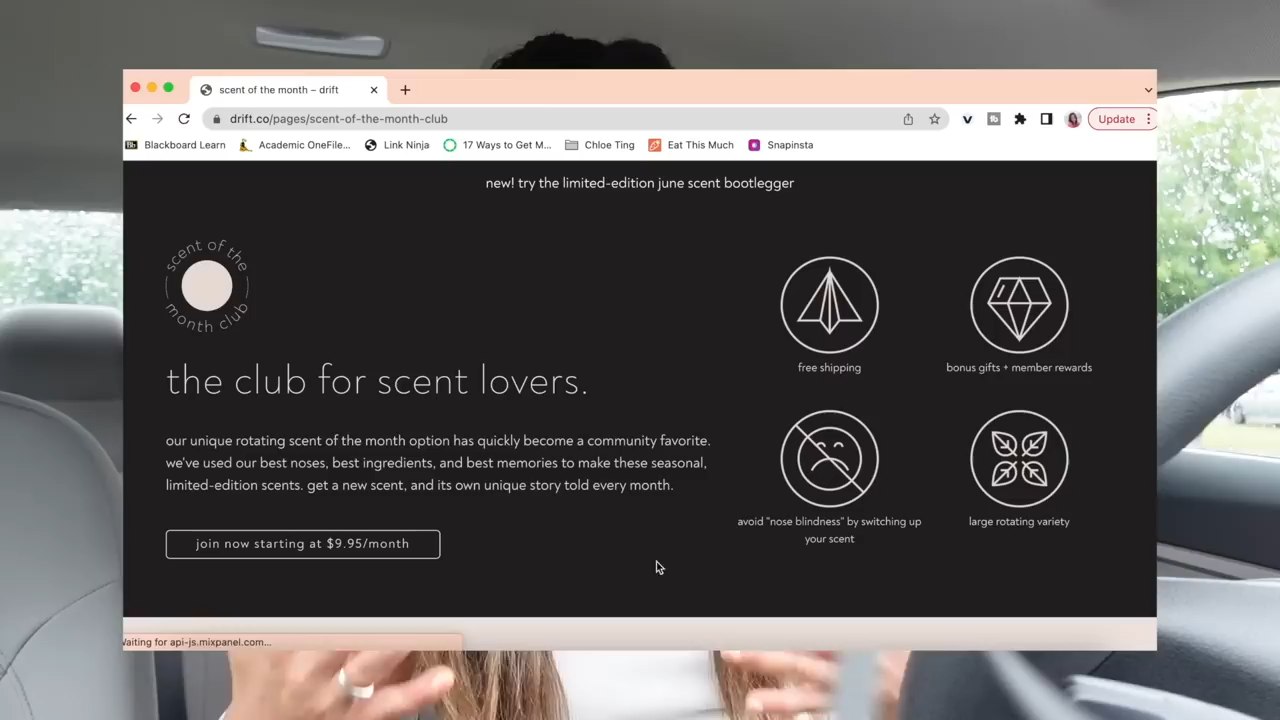 scent of the month – drift
drift.co/pages/scent-of-the-month-club
Update
Blackboard Learn
Academic OneFile...
Link Ninja
17 Ways to Get M...
Chloe Ting
Eat This Much
Snapinsta
new! try the limited-edition june scent bootlegger
scent of the
month club
the club for scent lovers.
our unique rotating scent of the month option has quickly become a community favorite.
we've used our best noses, best ingredients, and best memories to make these seasonal,
limited-edition scents. get a new scent, and its own unique story told every month.
join now starting at $9.95/month
free shipping
bonus gifts + member rewards
avoid "nose blindness" by switching up
your scent
large rotating variety
Waiting for api-js.mixpanel.com...